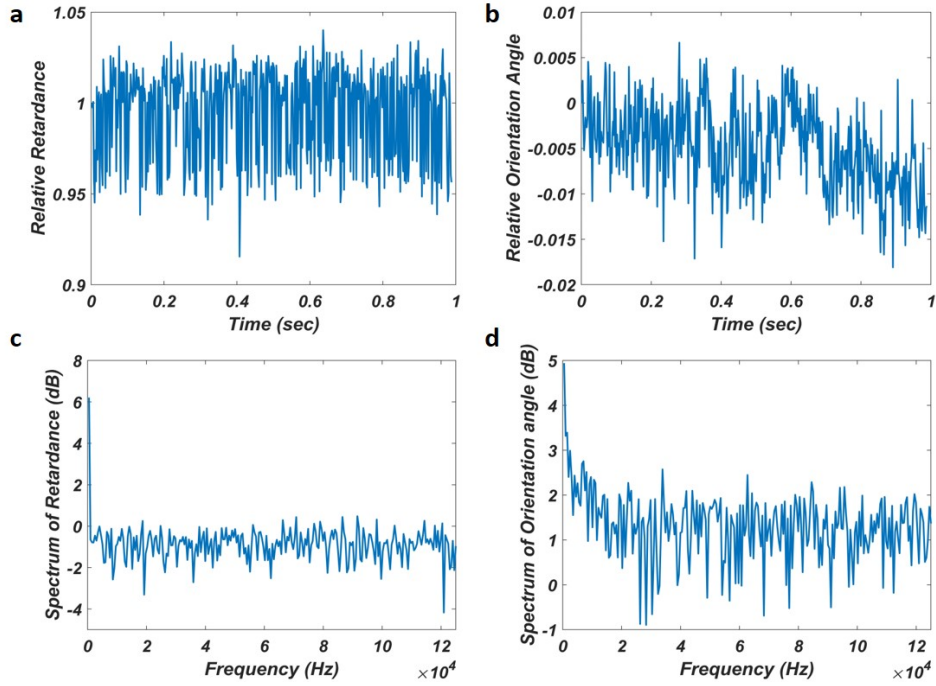 a
1.05
1
0.95
0.9
Relative Retardance
0 0.2 0.4 0.6 0.8 1
Time (sec)
b
0.01
0.005
0
-0.005
-0.01
-0.015
-0.02
Relative Orientation Angle
0 0.2 0.4 0.6 0.8 1
Time (sec)
c
8
6
4
2
0
-2
-4
Spectrum of Retardance (dB)
0 2 4 6 8 10 12
×10⁴
Frequency (Hz)
d
5
4
3
2
1
0
-1
Spectrum of Orientation angle (dB)
0 2 4 6 8 10 12
×10⁴
Frequency (Hz)